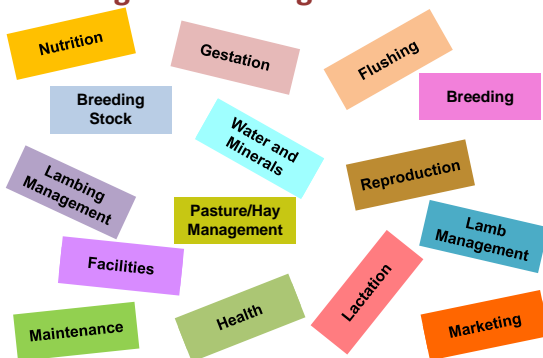 Nutrition
Gestation
Flushing
Breeding
Stock
Breeding
Water and
Minerals
Reproduction
Lambing
Management
Pasture/Hay
Management
Lamb
Management
Facilities
Lactation
Maintenance
Health
Marketing